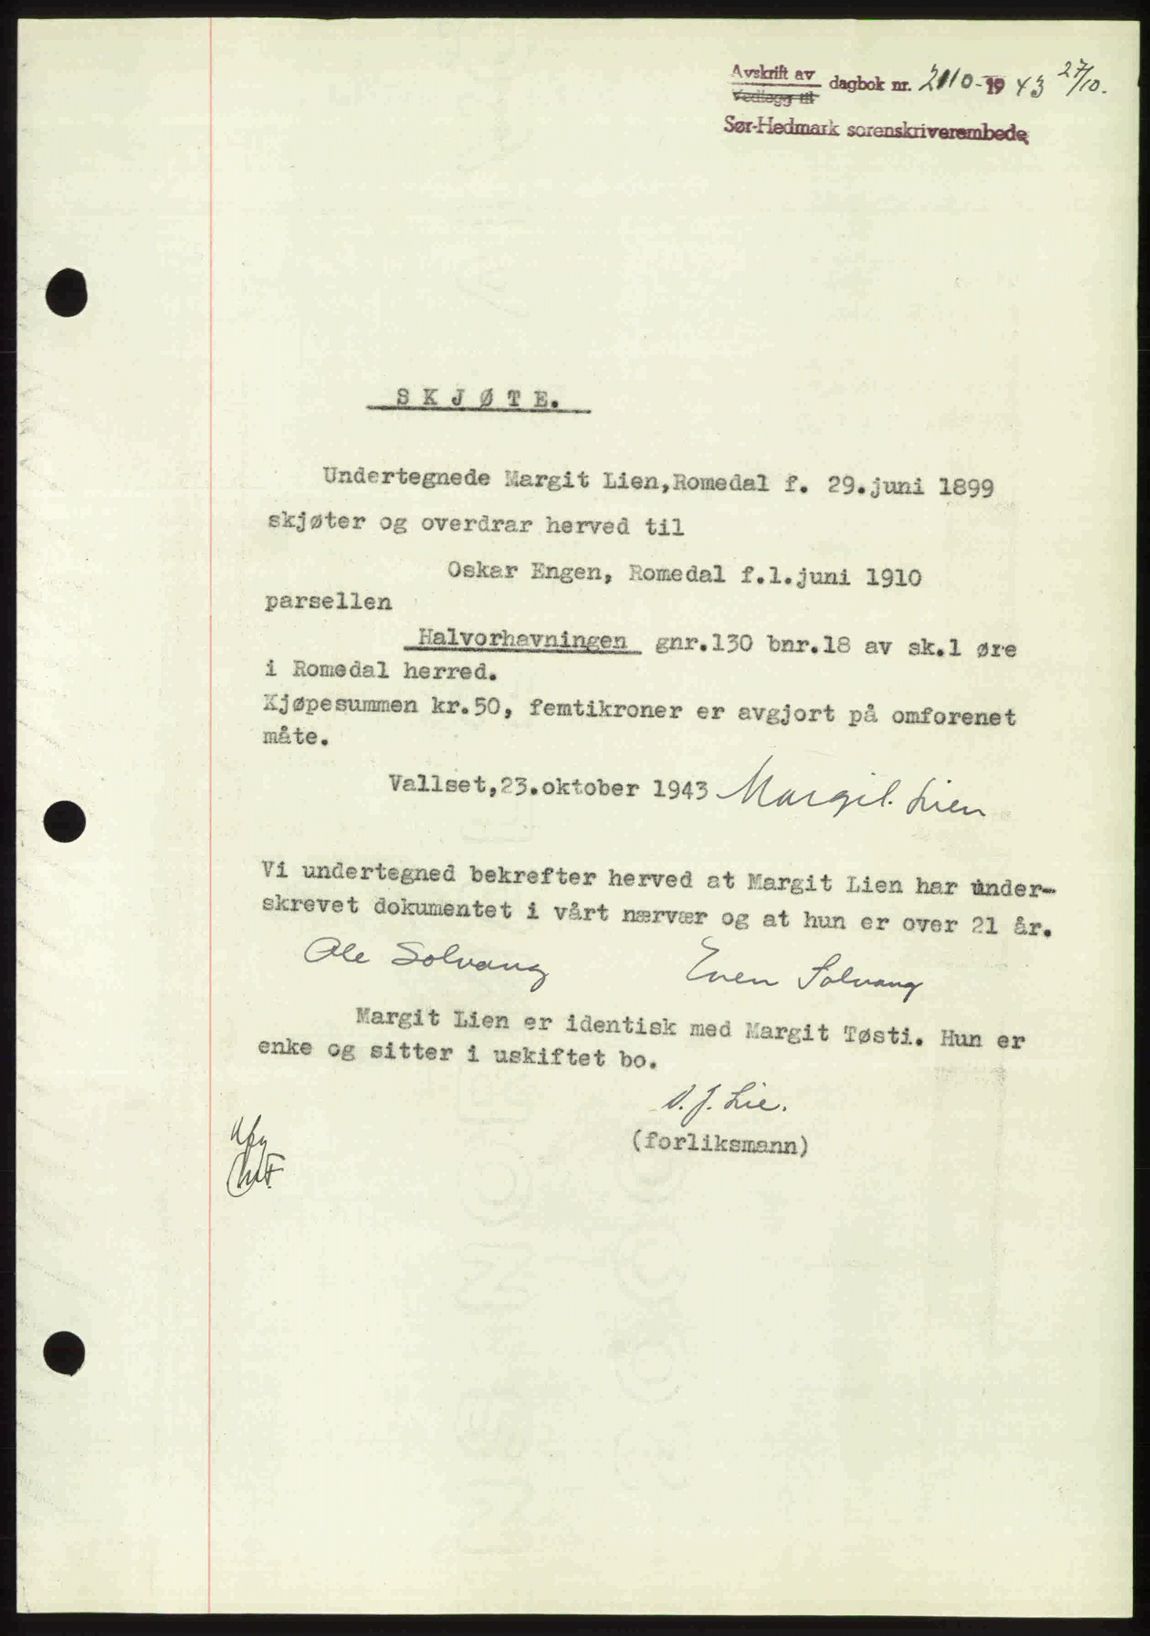 Avskrift av
Vedlegg til
dagbok nr. 2110-1943 27/10.
Sør-Hedmark sorenskriverembede
SKJØTE.
Undertegnede Margit Lien,Romedal f. 29.juni 1899
skjøter og overdrar herved til
Oskar Engen, Romedal f.1.juni 1910
parsellen
Halvorhavningen gnr.130 bnr.18 av sk.1 øre
i Romedal herred.
Kjøpesummen kr.50, femtikroner er avgjort på omforenet
måte.
Vallset,23.oktober 1943 Margit Lien
Vi undertegned bekrefter herved at Margit Lien har under-
skrevet dokumentet i vårt nærvær og at hun er over 21 år.
Ole Solvang Even Solvang
Margit Lien er identisk med Margit Tøsti. Hun er
enke og sitter i uskiftet bo.
O. J. Lie.
(forliksmann)